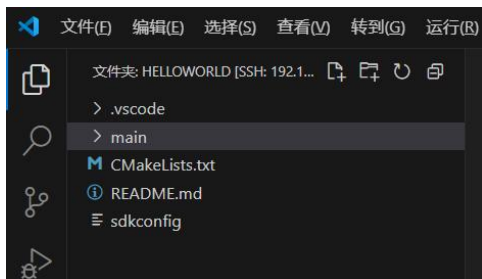 文件(F) 编辑(E) 选择(S) 查看(V) 转到(G) 运行(R)
文件夹: HELLOWORLD [SSH: 192.1...
.vscode
main
CMakeLists.txt
README.md
sdkconfig